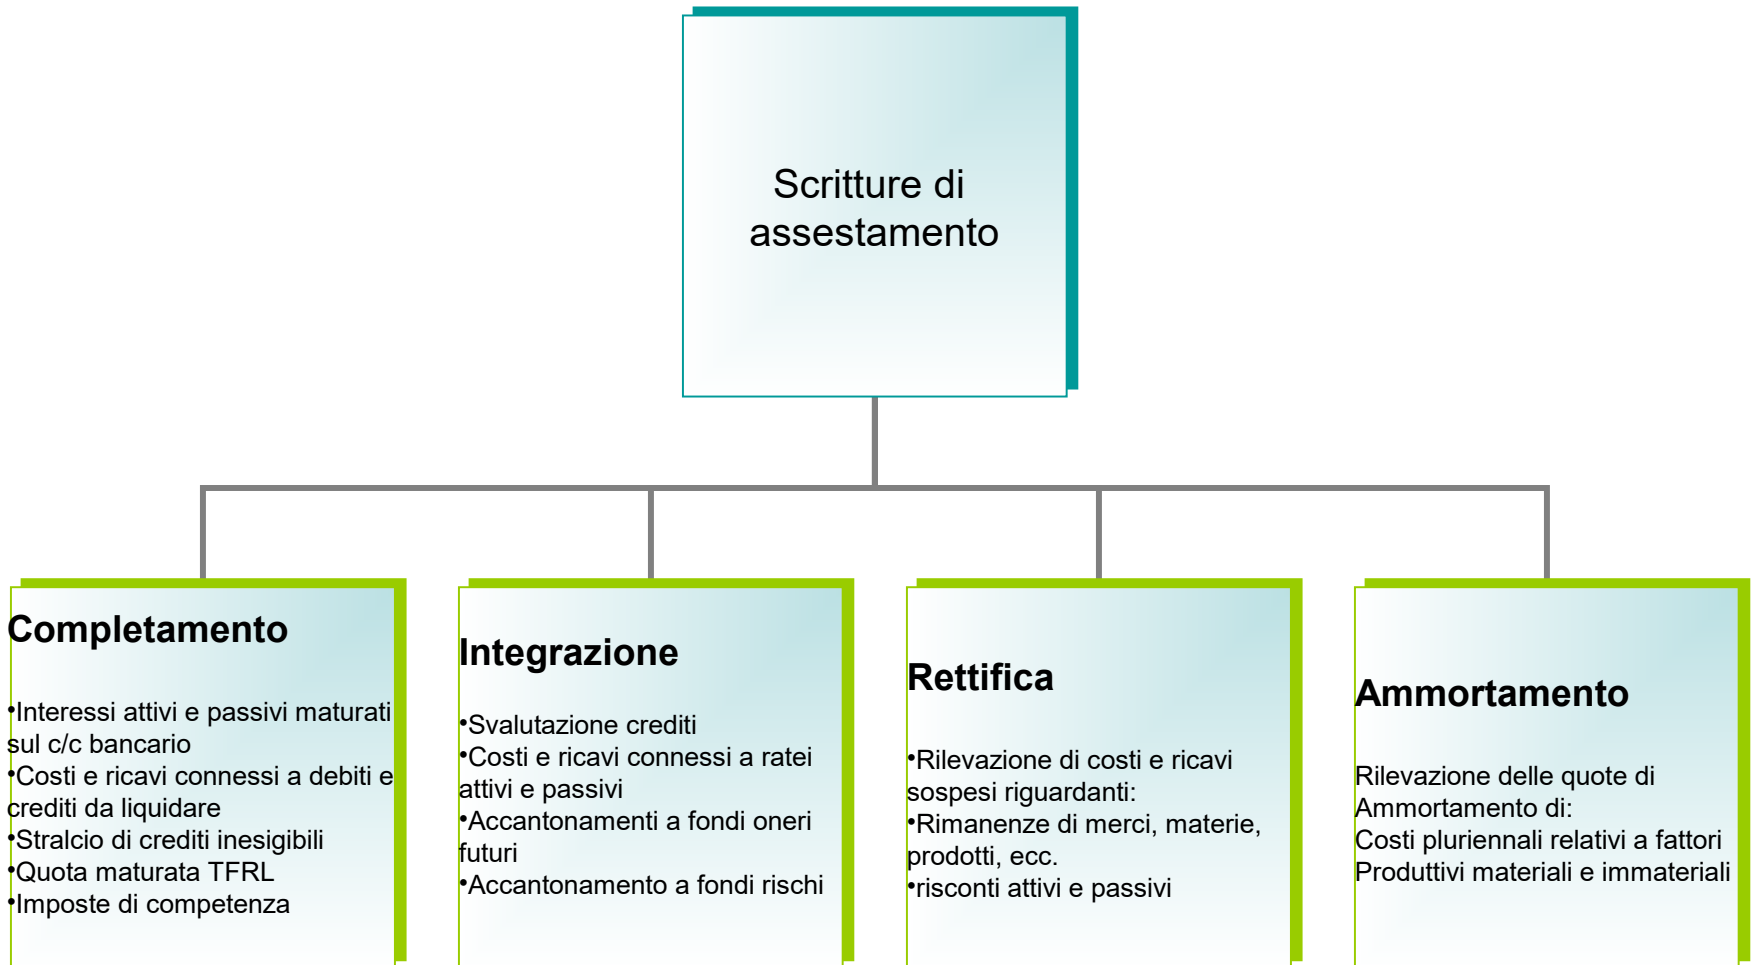 Scritture di
assestamento
Completamento
•Interessi attivi e passivi maturati
sul c/c bancario
•Costi e ricavi connessi a debiti e
crediti da liquidare
•Stralcio di crediti inesigibili
•Quota maturata TFRL
•Imposte di competenza
Integrazione
•Svalutazione crediti
•Costi e ricavi connessi a ratei
attivi e passivi
•Accantonamenti a fondi oneri
futuri
•Accantonamento a fondi rischi
Rettifica
•Rilevazione di costi e ricavi
sospesi riguardanti:
•Rimanenze di merci, materie,
prodotti, ecc.
•risconti attivi e passivi
Ammortamento
Rilevazione delle quote di
Ammortamento di:
Costi pluriennali relativi a fattori
Produttivi materiali e immateriali